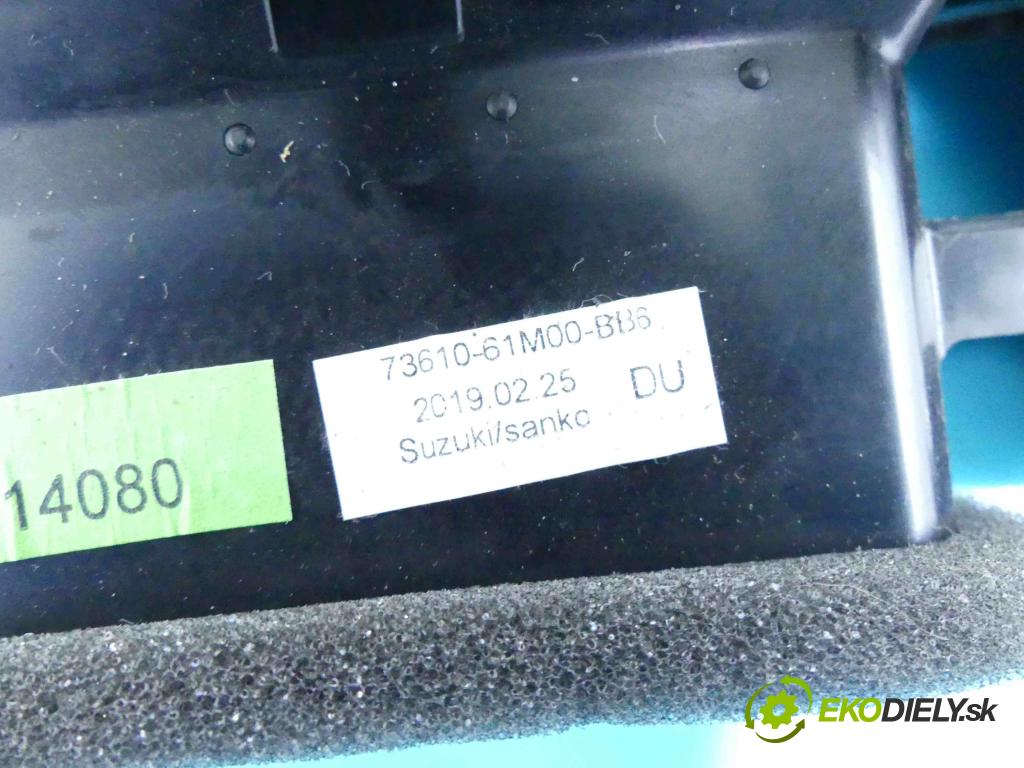 73610-61M00-BB6
2019.02.25 DU
Suzuki/sanko
14080
EKODIELY.sk